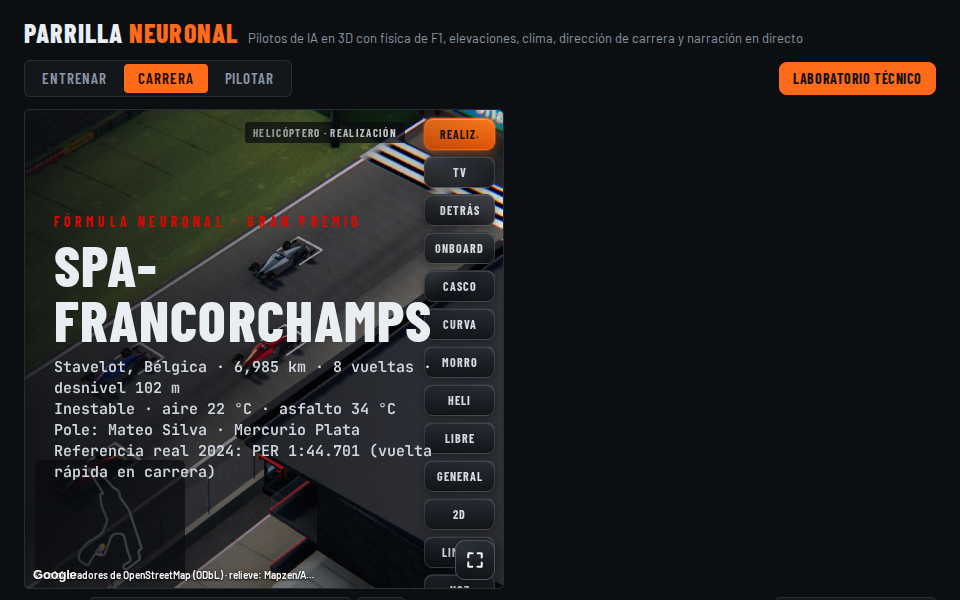 PARRILLA NEURONAL
Pilotos de IA en 3D con física de F1, elevaciones, clima, dirección de carrera y narración en directo
ENTRENAR
CARRERA
PILOTAR
LABORATORIO TÉCNICO
HELICÓPTERO · REALIZACIÓN
REALIZ.
TV
DETRÁS
ONBOARD
CASCO
CURVA
MORRO
HELI
LIBRE
GENERAL
2D
FÓRMULA NEURONAL · GRAN PREMIO
SPA-
FRANCORCHAMPS
Stavelot, Bélgica · 6,985 km · 8 vueltas ·
desnivel 102 m
Inestable · aire 22 °C · asfalto 34 °C
Pole: Mateo Silva · Mercurio Plata
Referencia real 2024: PER 1:44.701 (vuelta
rápida en carrera)
Google
de OpenStreetMap (ODbL) · relieve: Mapzen/A...